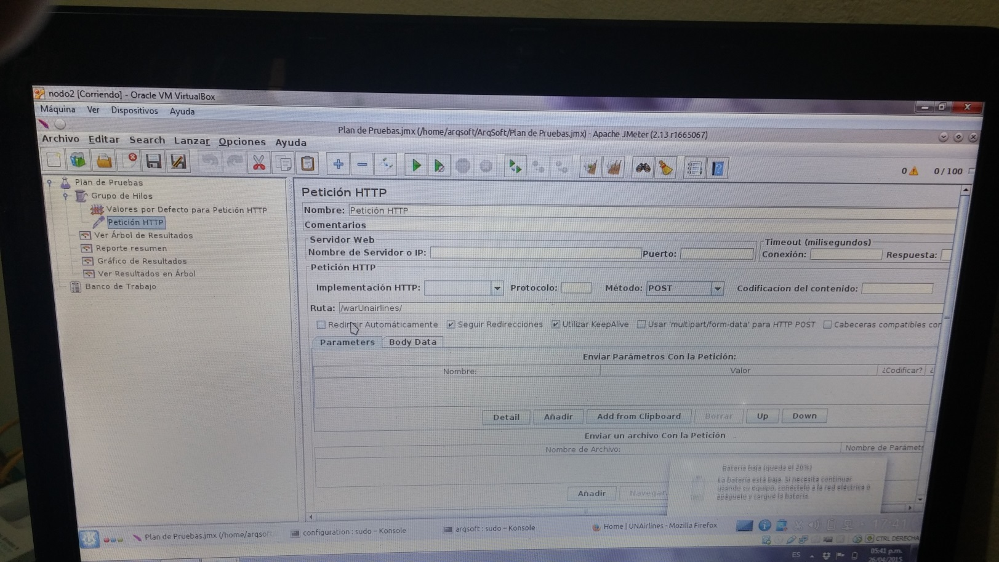 nodo2 [Corriendo] - Oracle VM VirtualBox
Máquina Ver Dispositivos Ayuda
Plan de Pruebas.jmx (/home/arqsoft/ArqSoft/Plan de Pruebas.jmx) - Apache JMeter (2.13 r1665067)
Archivo Editar Search Lanzar Opciones Ayuda
0 0 / 100
Plan de Pruebas
Grupo de Hilos
Valores por Defecto para Petición HTTP
Petición HTTP
Ver Árbol de Resultados
Reporte resumen
Gráfico de Resultados
Ver Resultados en Árbol
Banco de Trabajo
Petición HTTP
Nombre: Petición HTTP
Comentarios
Servidor Web
Timeout (milisegundos)
Nombre de Servidor o IP: Puerto: Conexión: Respuesta:
Petición HTTP
Implementación HTTP: Protocolo: Método: POST Codificacion del contenido:
Ruta: /warUnairlines/
Redirigir Automáticamente Seguir Redirecciones Utilizar KeepAlive Usar 'multipart/form-data' para HTTP POST Cabeceras compatibles cor
Parameters Body Data
Enviar Parámetros Con la Petición:
Nombre: Valor ¿Codificar? ¿
Detail Añadir Add from Clipboard Borrar Up Down
Enviar un archivo Con la Petición
Nombre de Archivo: Nombre de Parámetr
Añadir Navegar
Batería baja (queda el 20%)
La batería está baja. Si necesita continuar
usando su equipo, conéctelo a la red eléctrica o
apáguelo y cargue la batería.
Plan de Pruebas.jmx (/home/arqsoft configuration : sudo – Konsole arqsoft : sudo – Konsole Home | UNAirlines - Mozilla Firefox 17:41
CTRL DERECHA
ES 05:41 p.m.
26/04/2015